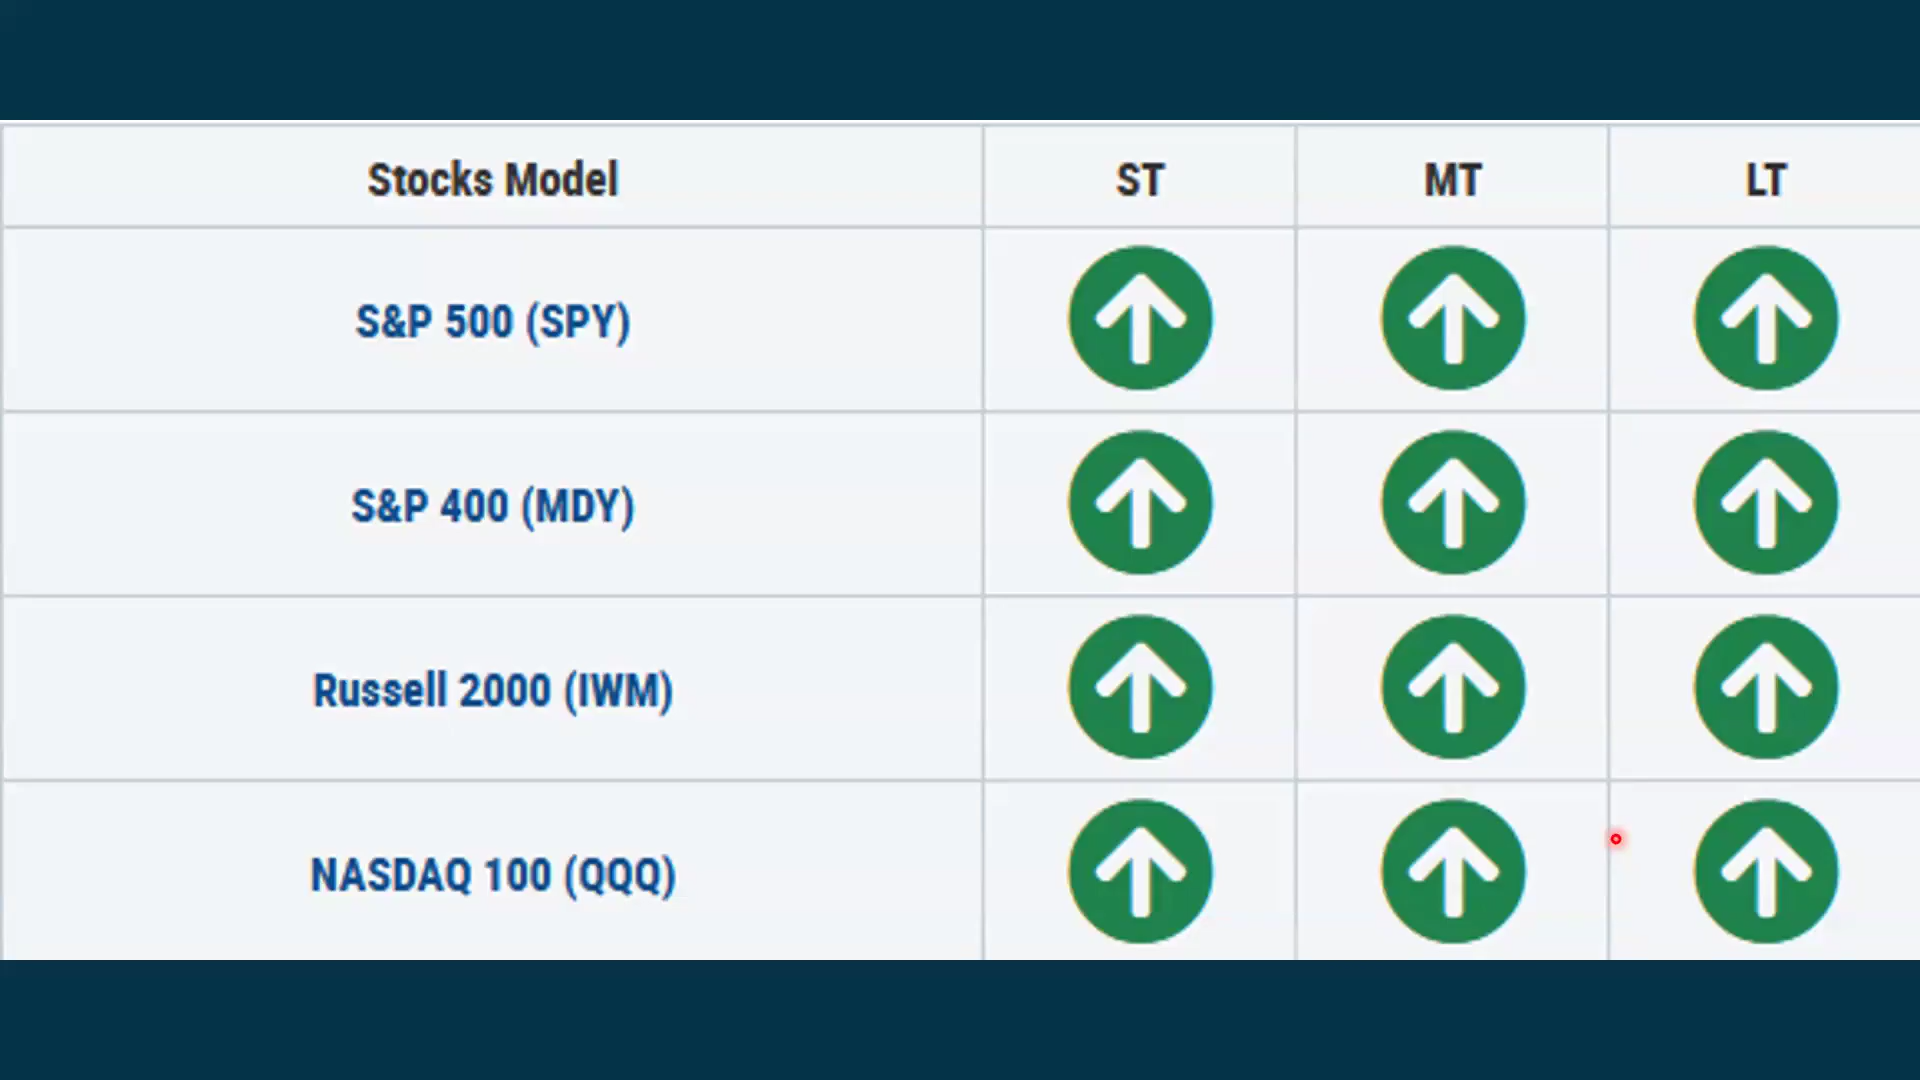 Stocks Model ST MT LT
S&P 500 (SPY)
S&P 400 (MDY)
Russell 2000 (IWM)
NASDAQ 100 (QQQ)